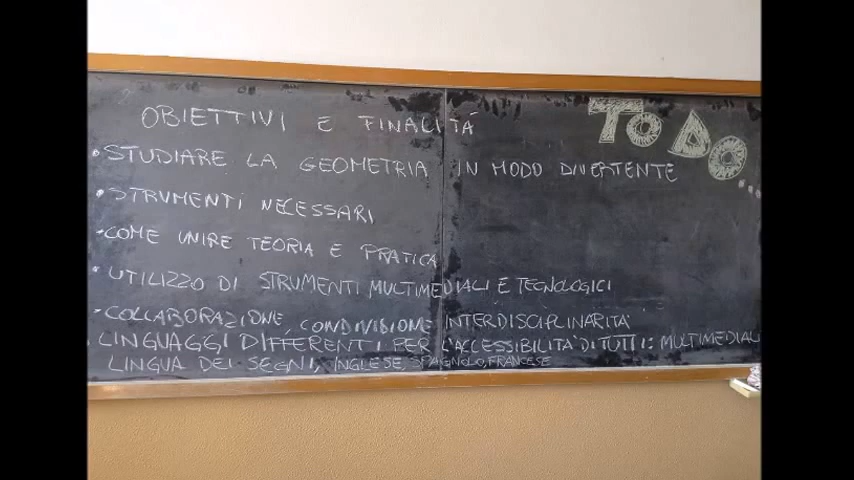 TO DO...
OBIETTIVI E FINALITÁ
•STUDIARE LA GEOMETRIA IN MODO DIVERTENTE
•STRUMENTI NECESSARI
•COME UNIRE TEORIA E PRATICA
•UTILIZZO DI STRUMENTI MULTIMEDIALI E TECNOLOGICI
•COLLABORAZIONE, CONDIVISIONE INTERDISCIPLINARITÀ
.LINGUAGGI DIFFERENTI PER L'ACCESSIBILITÀ DI TUTTI: MULTIMEDIALI
LINGUA DEI SEGNI, INGLESE, SPAGNOLO, FRANCESE